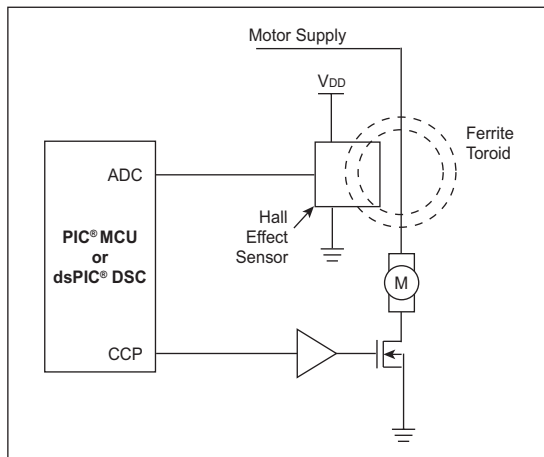 Motor Supply
VDD
Ferrite
Toroid
ADC
Hall
Effect
Sensor
PIC® MCU
or
dsPIC® DSC
M
CCP